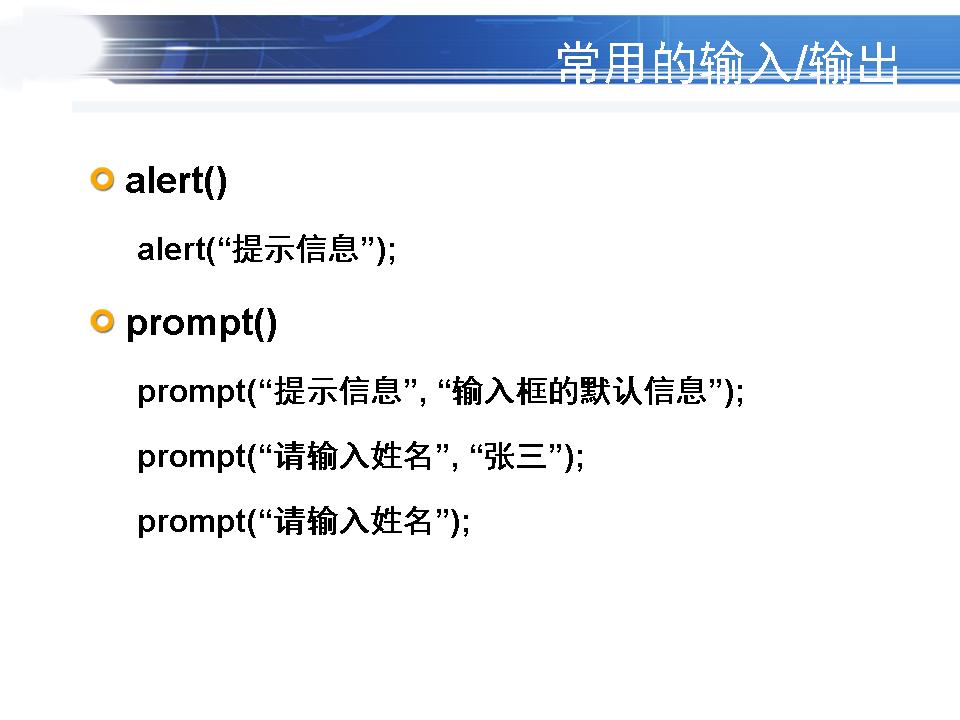 常用的输入/输出
alert()
alert(“提示信息”);
prompt()
prompt(“提示信息”, “输入框的默认信息”);
prompt(“请输入姓名”, “张三”);
prompt(“请输入姓名”);